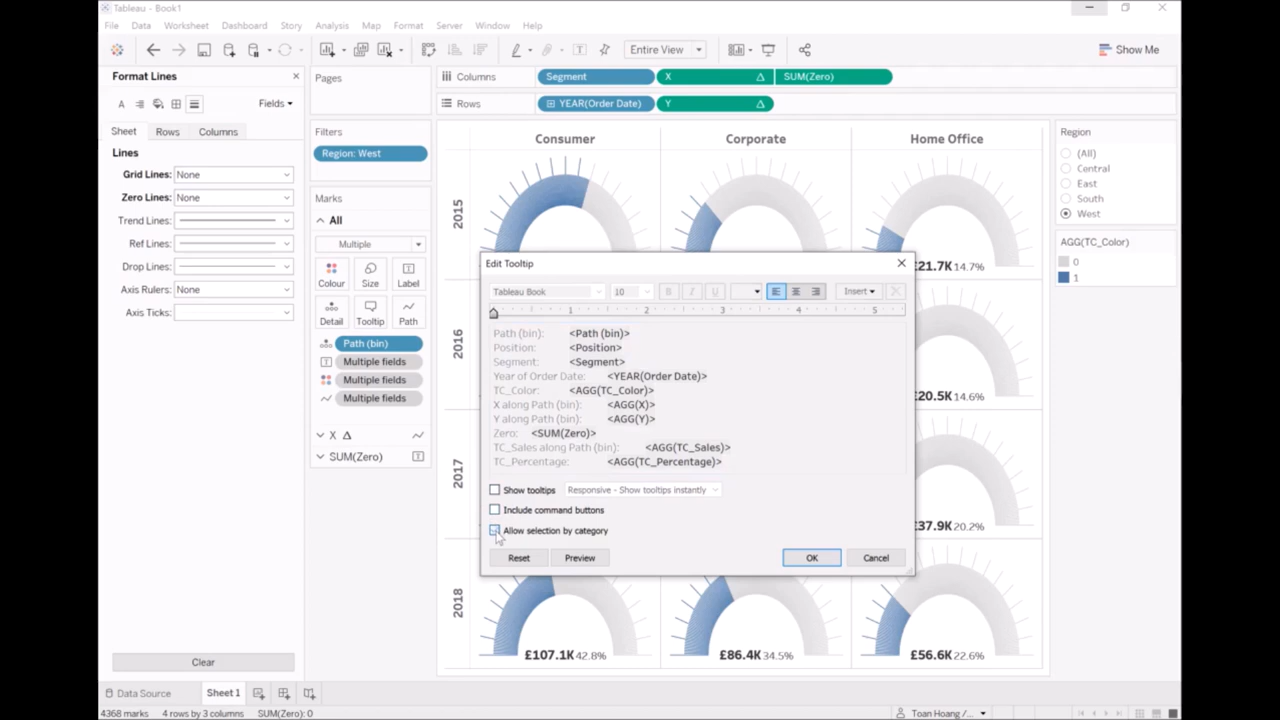 Tableau - Book1
File Data Worksheet Dashboard Story Analysis Map Format Server Window Help
Entire View
Show Me
Format Lines
Fields
Sheet Rows Columns
Lines
Grid Lines: None
Zero Lines: None
Trend Lines:
Ref Lines:
Drop Lines:
Axis Rulers: None
Axis Ticks:
Clear
Pages
Filters
Region: West
Marks
All
Multiple
Colour Size Label
Detail Tooltip Path
Path (bin)
Multiple fields
Multiple fields
Multiple fields
X
SUM(Zero)
Columns Segment X SUM(Zero)
Rows YEAR(Order Date) Y
Consumer Corporate Home Office
2015
£21.7K 14.7%
2016
£20.5K 14.6%
2017
£37.9K 20.2%
2018
£107.1K 42.8% £86.4K 34.5% £56.6K 22.6%
Edit Tooltip
Tableau Book 10 B I U Insert
1 2 3 4 5
Path (bin): <Path (bin)>
Position: <Position>
Segment: <Segment>
Year of Order Date: <YEAR(Order Date)>
TC_Color: <AGG(TC_Color)>
X along Path (bin): <AGG(X)>
Y along Path (bin): <AGG(Y)>
Zero: <SUM(Zero)>
TC_Sales along Path (bin): <AGG(TC_Sales)>
TC_Percentage: <AGG(TC_Percentage)>
Show tooltips Responsive - Show tooltips instantly
Include command buttons
Allow selection by category
Reset Preview OK Cancel
Region
(All)
Central
East
South
West
AGG(TC_Color)
0
1
Data Source Sheet 1
4368 marks 4 rows by 3 columns SUM(Zero): 0 Toan Hoang /...